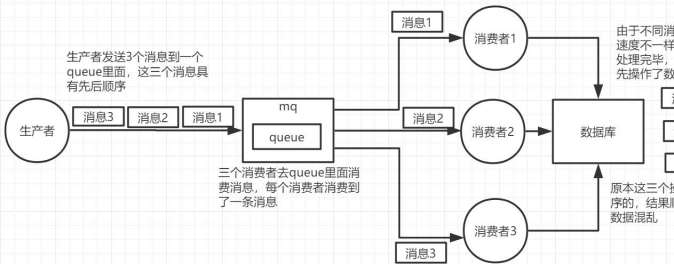 生产者发送3个消息到一个
queue里面，这三个消息具
有先后顺序
生产者
消息3
消息2
消息1
mq
queue
三个消费者去queue里面消
费消息，每个消费者消费到
了一条消息
消息1
消息2
消息3
消费者1
消费者2
消费者3
数据库
由于不同消
速度不一样
处理完毕，
先操作了数
原本这三个
序的，结果
数据混乱